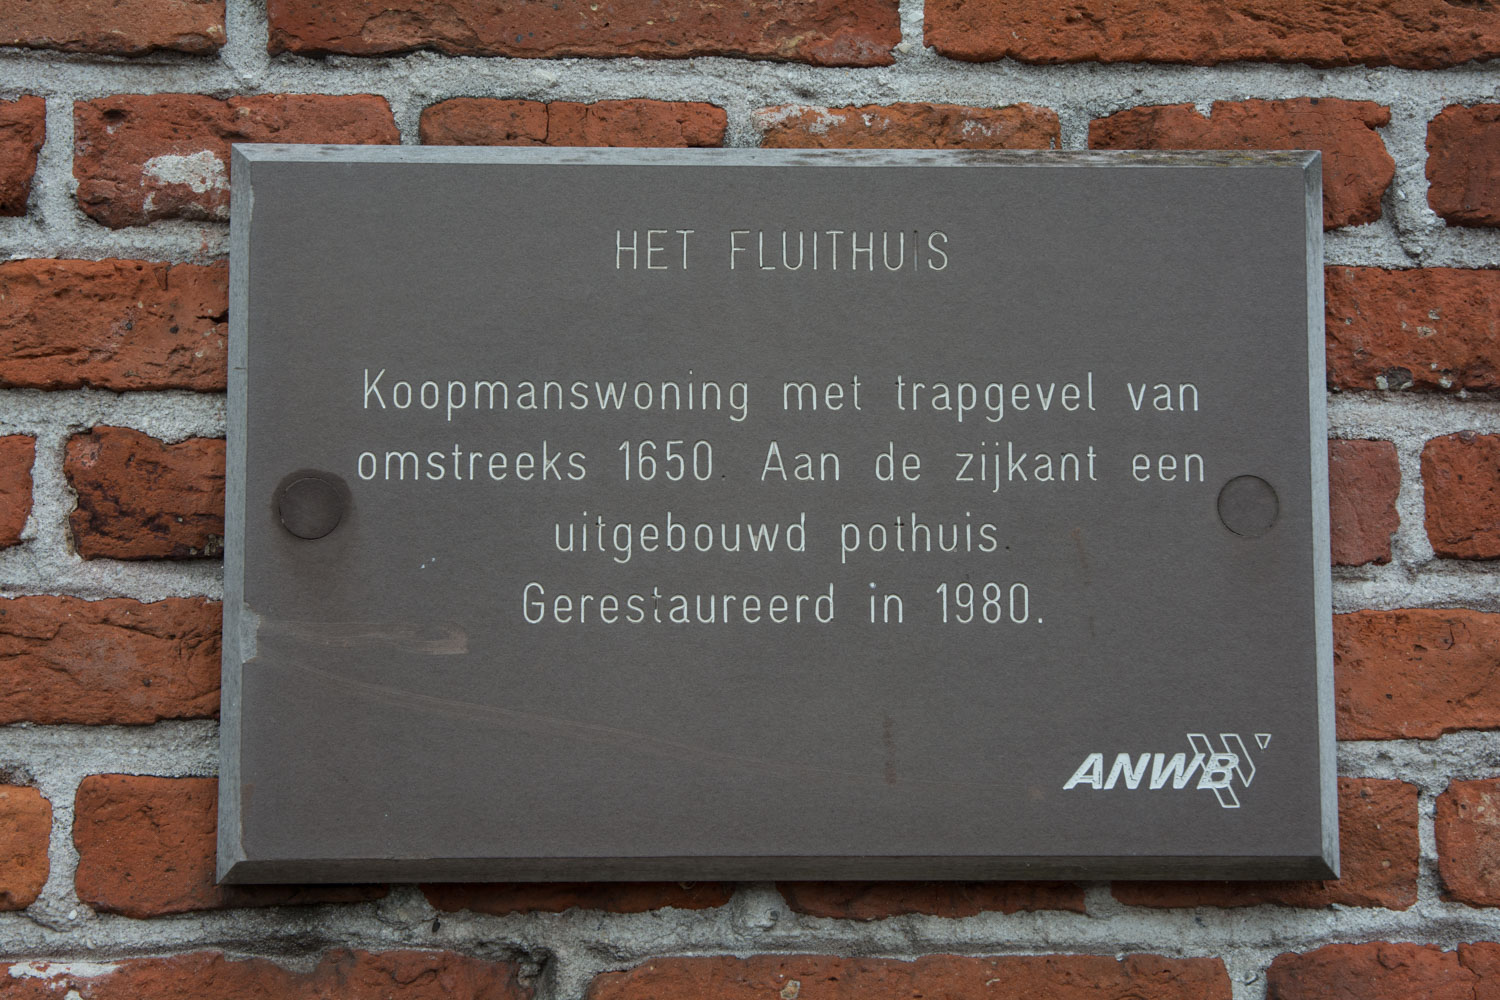 HET FLUITHUIS
Koopmanswoning met trapgevel van
omstreeks 1650. Aan de zijkant een
uitgebouwd pothuis.
Gerestaureerd in 1980.
ANWB